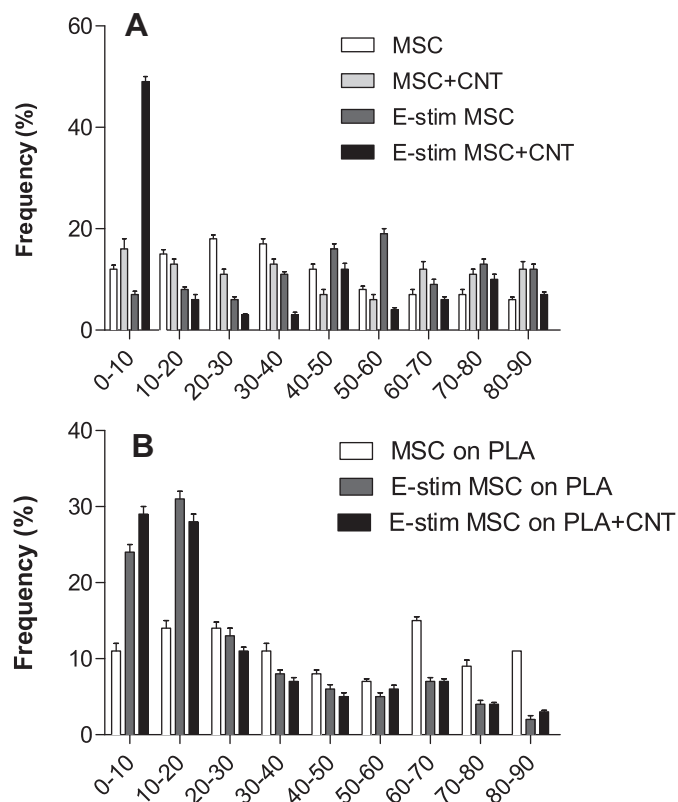 A
60
40
20
0
Frequency (%)
MSC
MSC+CNT
E-stim MSC
E-stim MSC+CNT
0-10
10-20
20-30
30-40
40-50
50-60
60-70
70-80
80-90
B
40
30
20
10
0
Frequency (%)
MSC on PLA
E-stim MSC on PLA
E-stim MSC on PLA+CNT
0-10
10-20
20-30
30-40
40-50
50-60
60-70
70-80
80-90